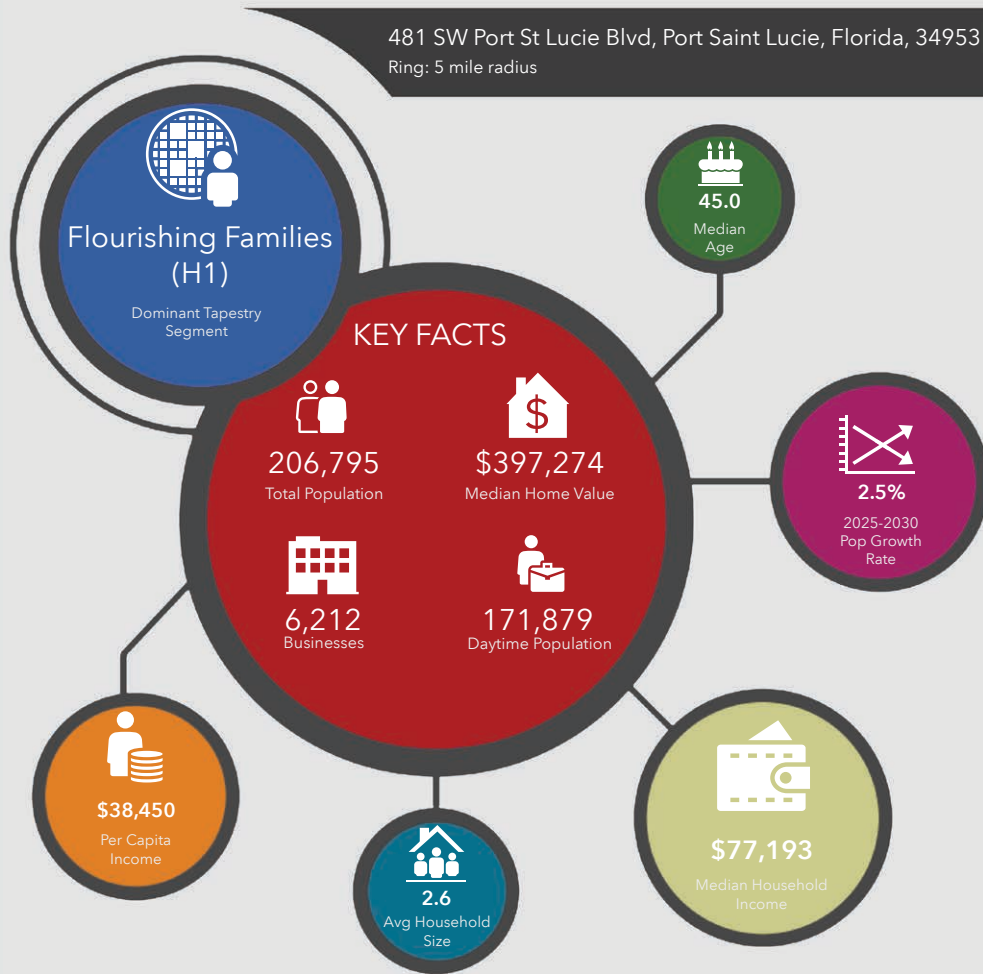 481 SW Port St Lucie Blvd, Port Saint Lucie, Florida, 34953
Ring: 5 mile radius
Flourishing Families
(H1)
Dominant Tapestry
Segment
45.0
Median
Age
KEY FACTS
$
206,795
Total Population
$397,274
Median Home Value
2.5%
2025-2030
Pop Growth
Rate
6,212
Businesses
171,879
Daytime Population
$38,450
Per Capita
Income
2.6
Avg Household
Size
$77,193
Median Household
Income